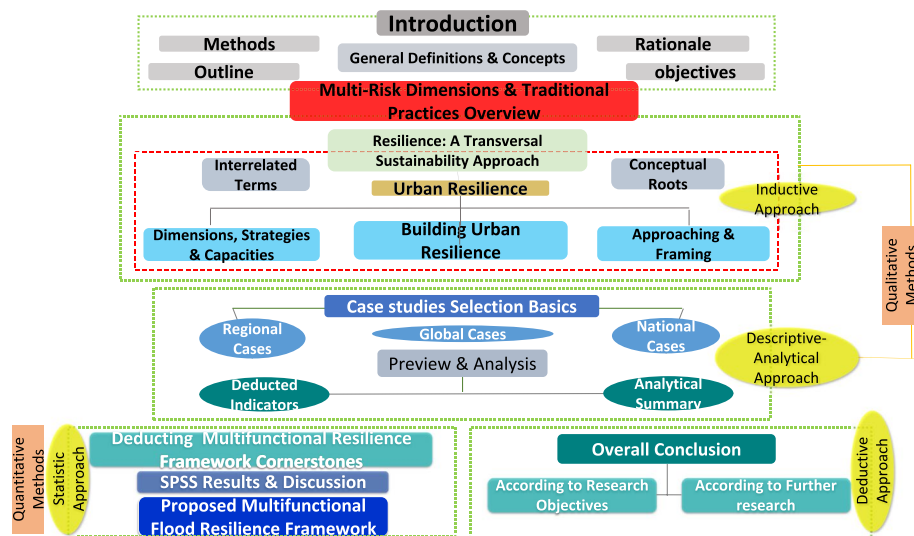 Introduction
Methods
Rationale
General Definitions & Concepts
Outline
objectives
Multi-Risk Dimensions & Traditional
Practices Overview
Resilience: A Transversal
Sustainability Approach
Interrelated
Terms
Conceptual
Roots
Urban Resilience
Inductive
Approach
Dimensions, Strategies
& Capacities
Building Urban
Resilience
Approaching &
Framing
Qualitative
Methods
Case studies Selection Basics
Regional
Cases
Global Cases
National
Cases
Preview & Analysis
Descriptive-
Analytical
Approach
Deducted
Indicators
Analytical
Summary
Quantitative
Methods
Statistic
Approach
Deducting Multifunctional Resilience
Framework Cornerstones
SPSS Results & Discussion
Proposed Multifunctional
Flood Resilience Framework
Overall Conclusion
According to Research
Objectives
According to Further
research
Deductive
Approach